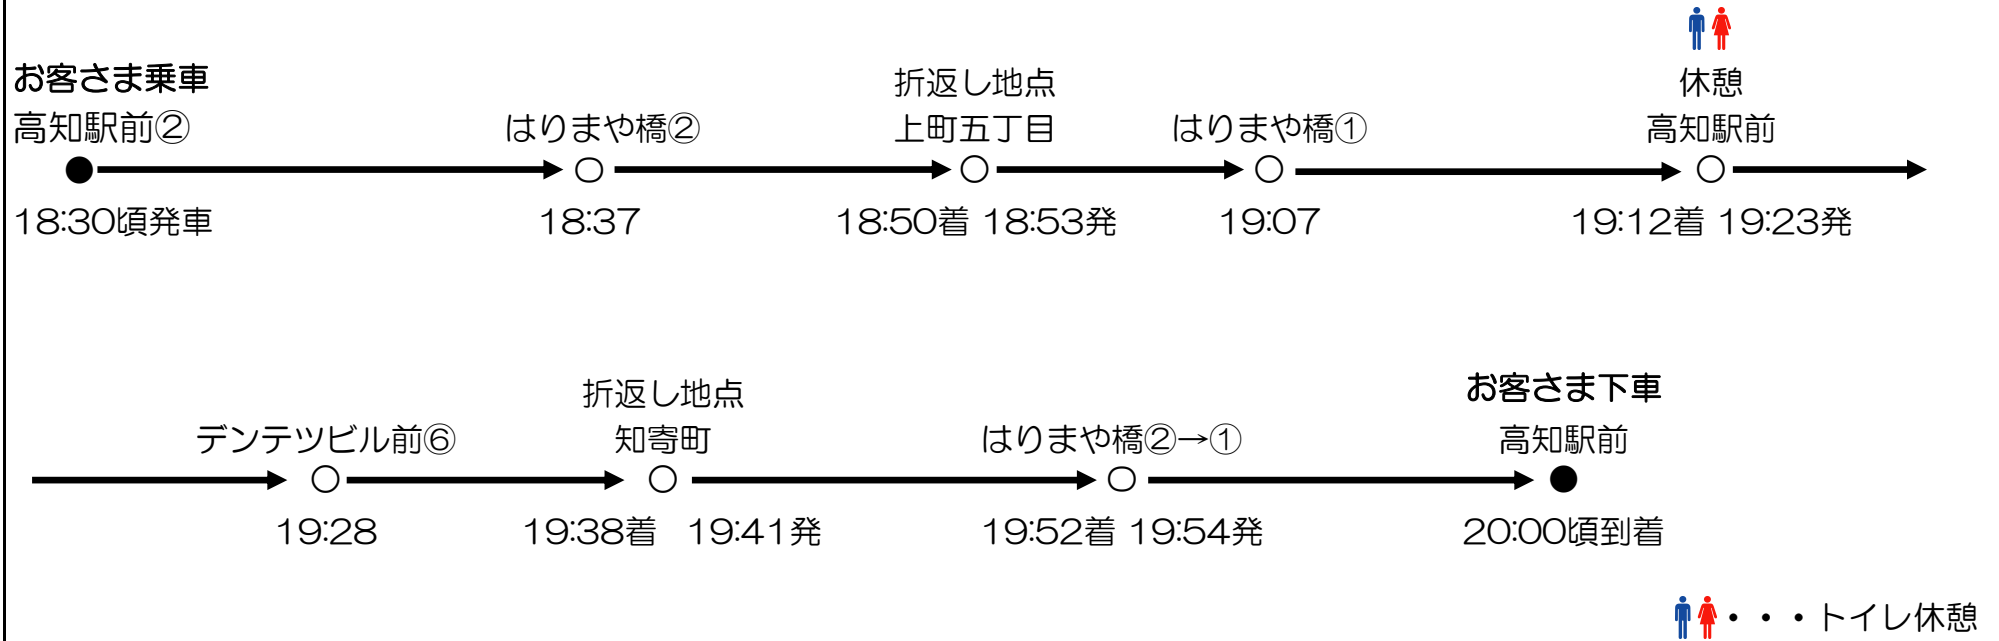 お客さま乗車
高知駅前②
18:30頃発車
はりまや橋②
18:37
折返し地点
上町五丁目
18:50着 18:53発
はりまや橋①
19:07
休憩
高知駅前
19:12着 19:23発
デンテツビル前⑥
19:28
折返し地点
知寄町
19:38着 19:41発
はりまや橋②→①
19:52着 19:54発
お客さま下車
高知駅前
20:00頃到着
・・・トイレ休憩